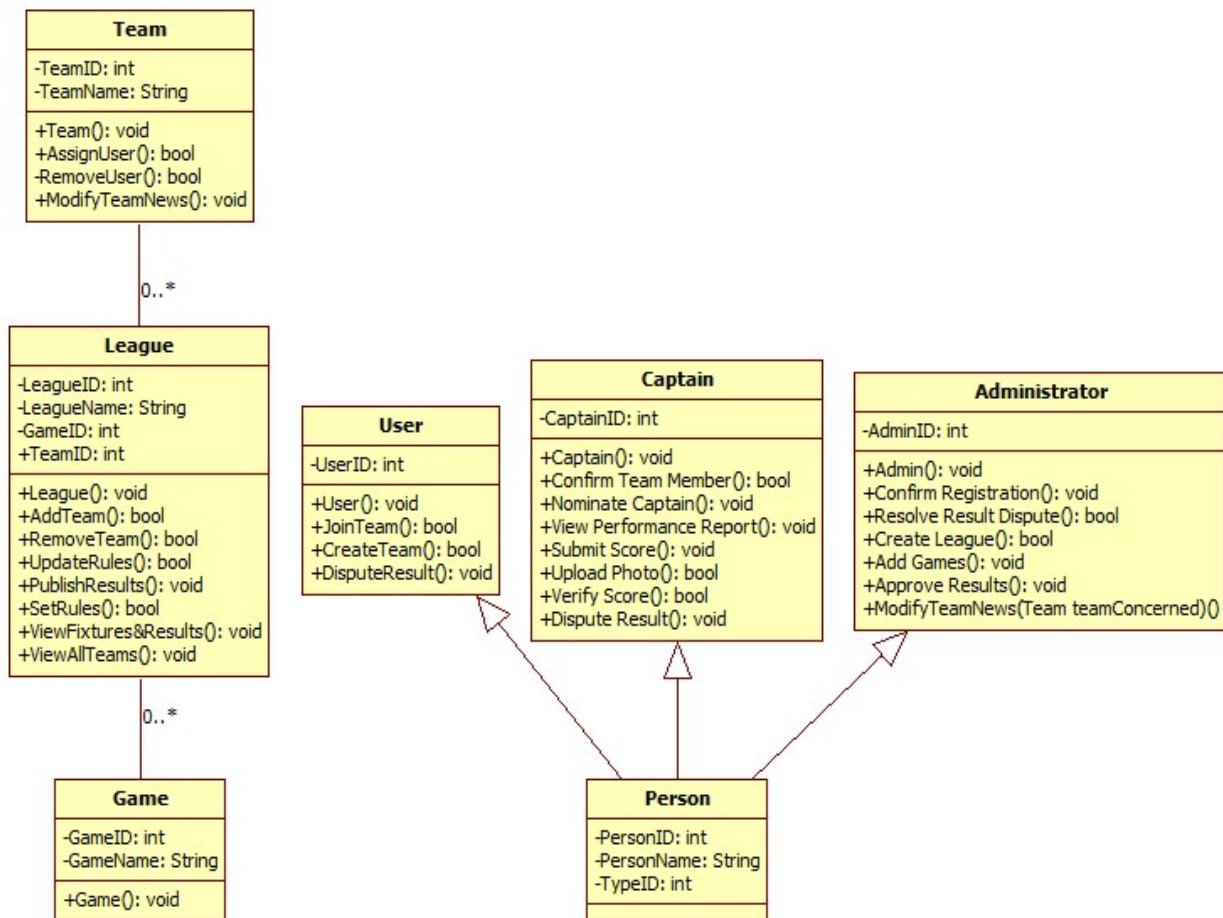 Team
-TeamID: int
-TeamName: String
+Team(): void
+AssignUser(): bool
-RemoveUser(): bool
+ModifyTeamNews(): void
0..*
League
-LeagueID: int
-LeagueName: String
-GameID: int
+TeamID: int
+League(): void
+AddTeam(): bool
+RemoveTeam(): bool
+UpdateRules(): bool
+PublishResults(): void
+SetRules(): bool
+ViewFixtures&Results(): void
+ViewAllTeams(): void
0..*
Game
-GameID: int
-GameName: String
+Game(): void
User
-UserID: int
+User(): void
+JoinTeam(): bool
+CreateTeam(): bool
+DisputeResult(): void
Captain
-CaptainID: int
+Captain(): void
+Confirm Team Member(): bool
+Nominate Captain(): void
+View Performance Report(): void
+Submit Score(): void
+Upload Photo(): bool
+Verify Score(): bool
+Dispute Result(): void
Administrator
-AdminID: int
+Admin(): void
+Confirm Registration(): void
+Resolve Result Dispute(): bool
+Create League(): bool
+Add Games(): void
+Approve Results(): void
+ModifyTeamNews(Team teamConcerned)()
Person
-PersonID: int
-PersonName: String
-TypeID: int